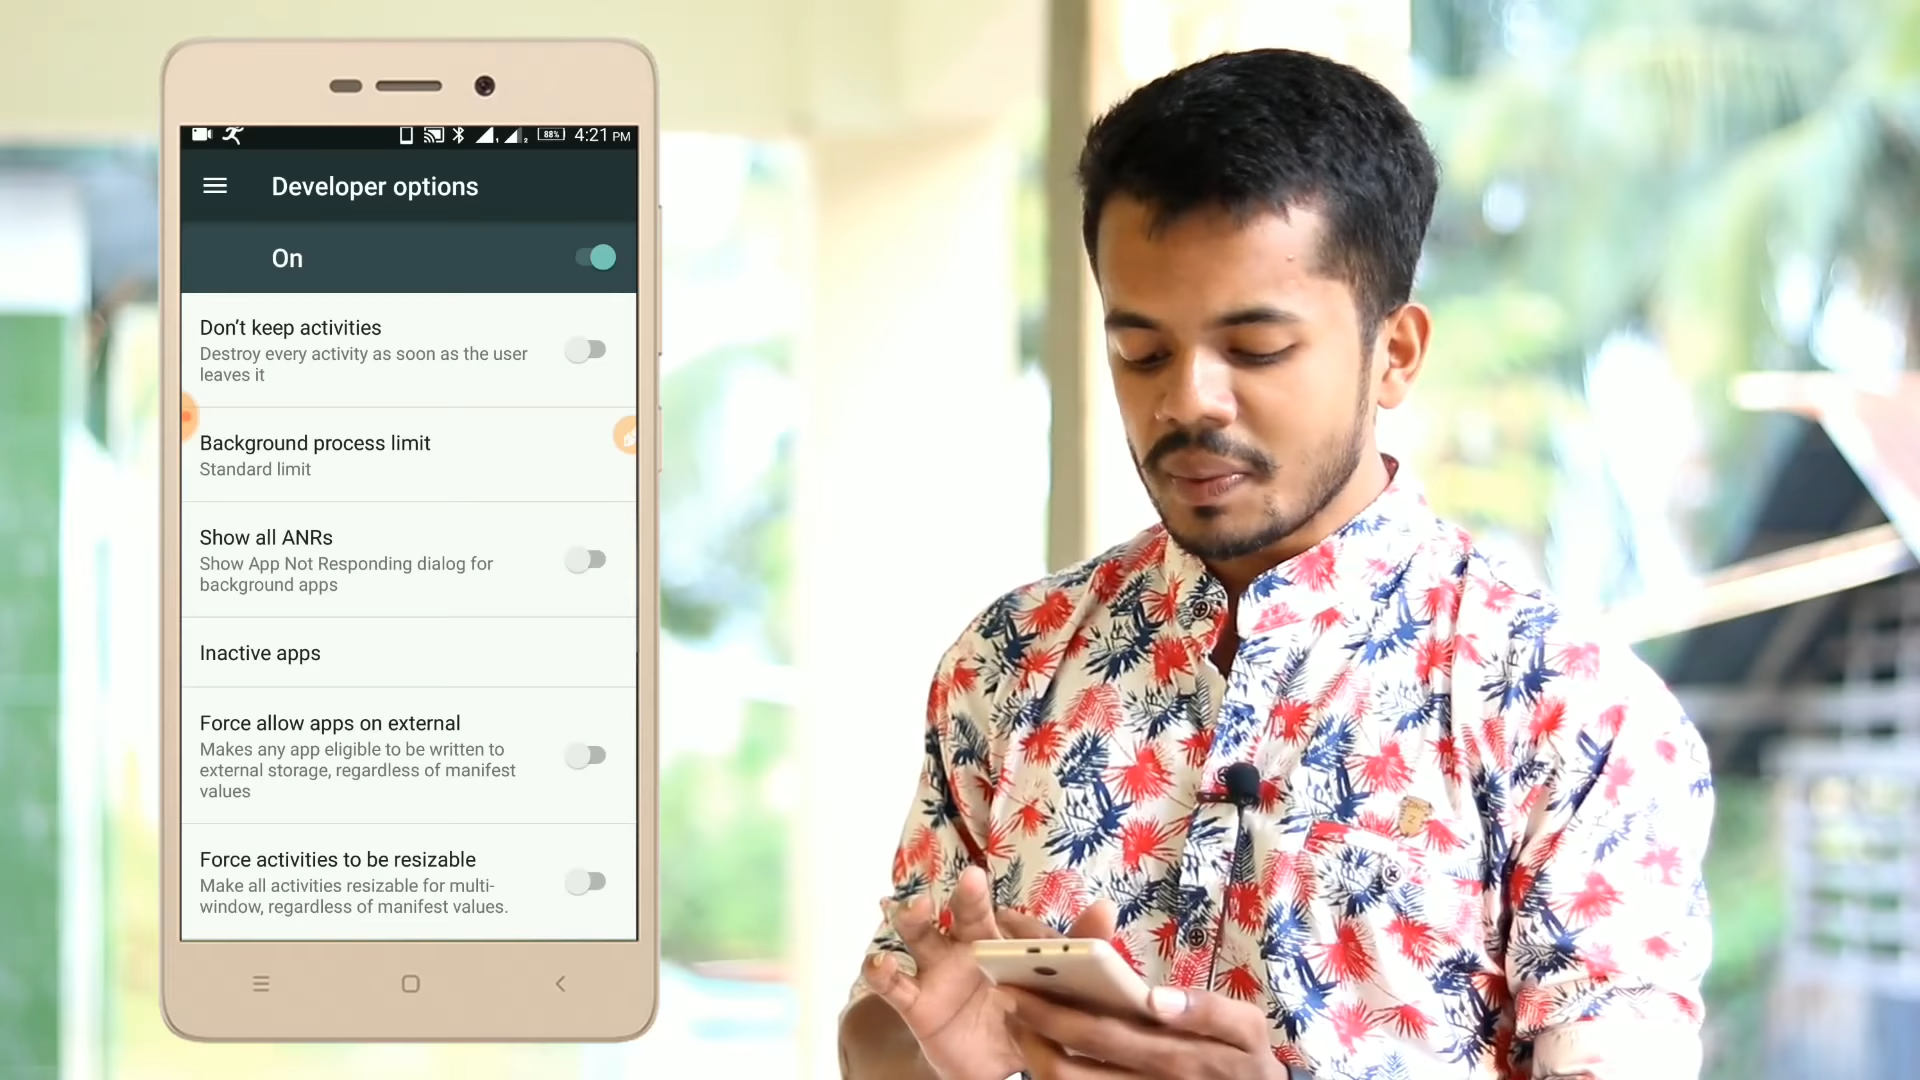 88% 4:21 PM
Developer options
On
Don’t keep activities
Destroy every activity as soon as the user
leaves it
Background process limit
Standard limit
Show all ANRs
Show App Not Responding dialog for
background apps
Inactive apps
Force allow apps on external
Makes any app eligible to be written to
external storage, regardless of manifest
values
Force activities to be resizable
Make all activities resizable for multi-
window, regardless of manifest values.